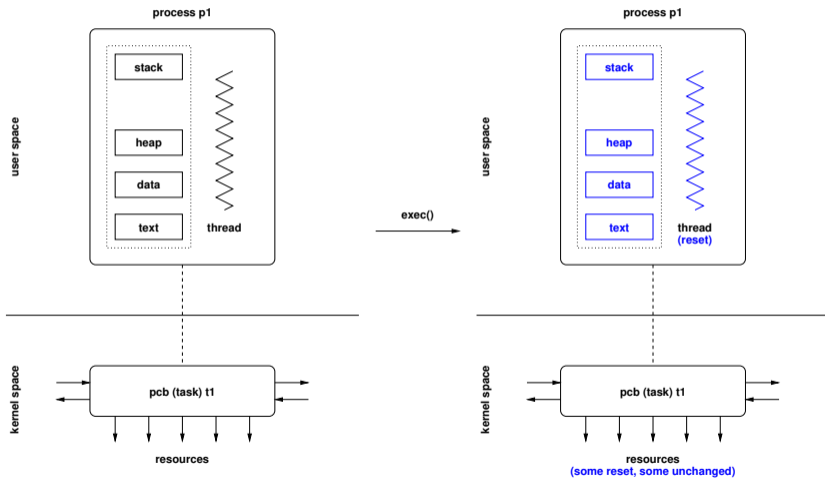 process p1
stack
heap
data
text
thread
user space
pcb (task) t1
kernel space
resources
exec()
process p1
stack
heap
data
text
thread
(reset)
user space
pcb (task) t1
kernel space
resources
(some reset, some unchanged)